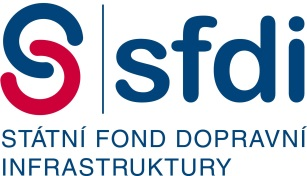 sfdi
STÁTNÍ FOND DOPRAVNÍ
INFRASTRUKTURY